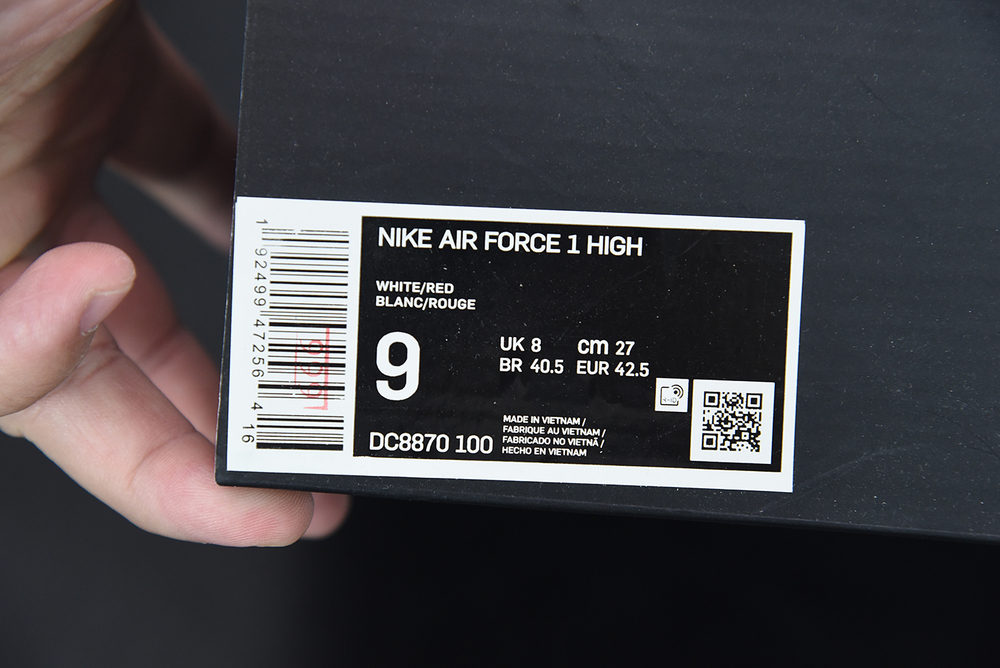 NIKE AIR FORCE 1 HIGH
WHITE/RED
BLANC/ROUGE
9
UK 8 cm 27
BR 40.5 EUR 42.5
DC8870 100
MADE IN VIETNAM /
FABRIQUE AU VIETNAM /
FABRICADO NO VIETNÃ /
HECHO EN VIETNAM
1 92499 47256 4 16